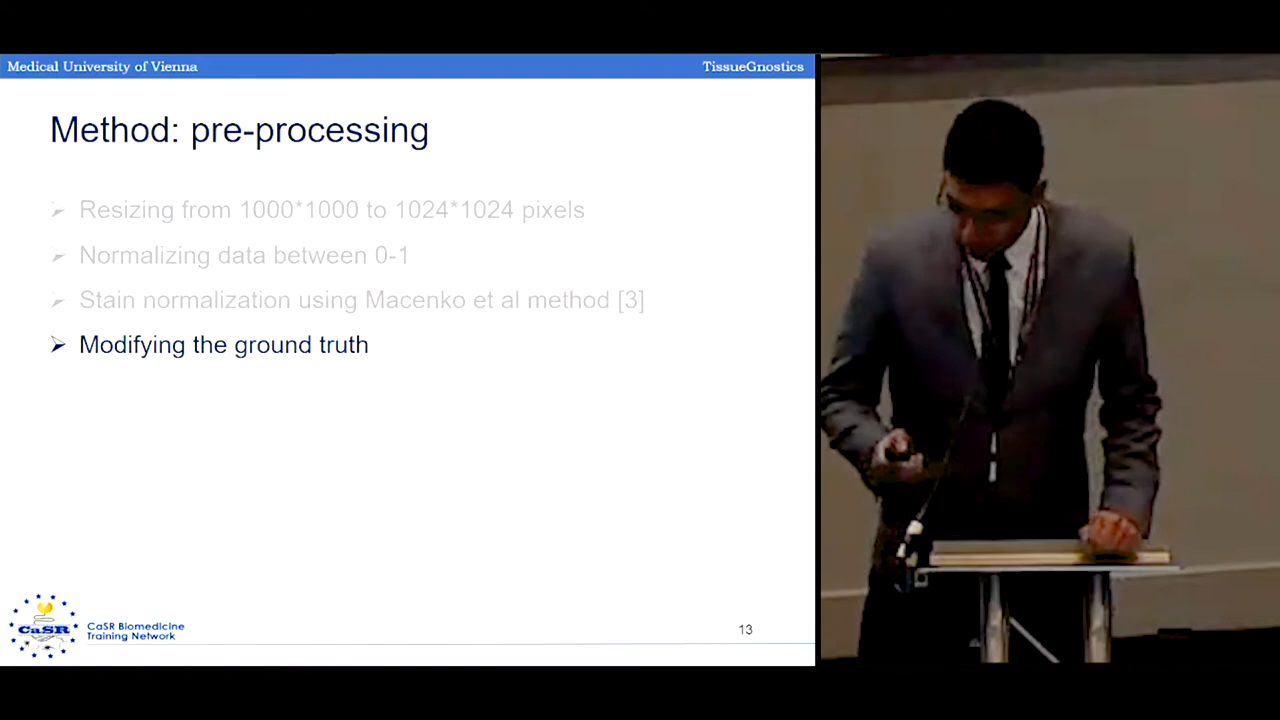 Medical University of Vienna
TissueGnostics
Method: pre-processing
Resizing from 1000*1000 to 1024*1024 pixels
Normalizing data between 0-1
Stain normalization using Macenko et al method [3]
Modifying the ground truth
CaSR
CaSR Biomedicine
Training Network
13